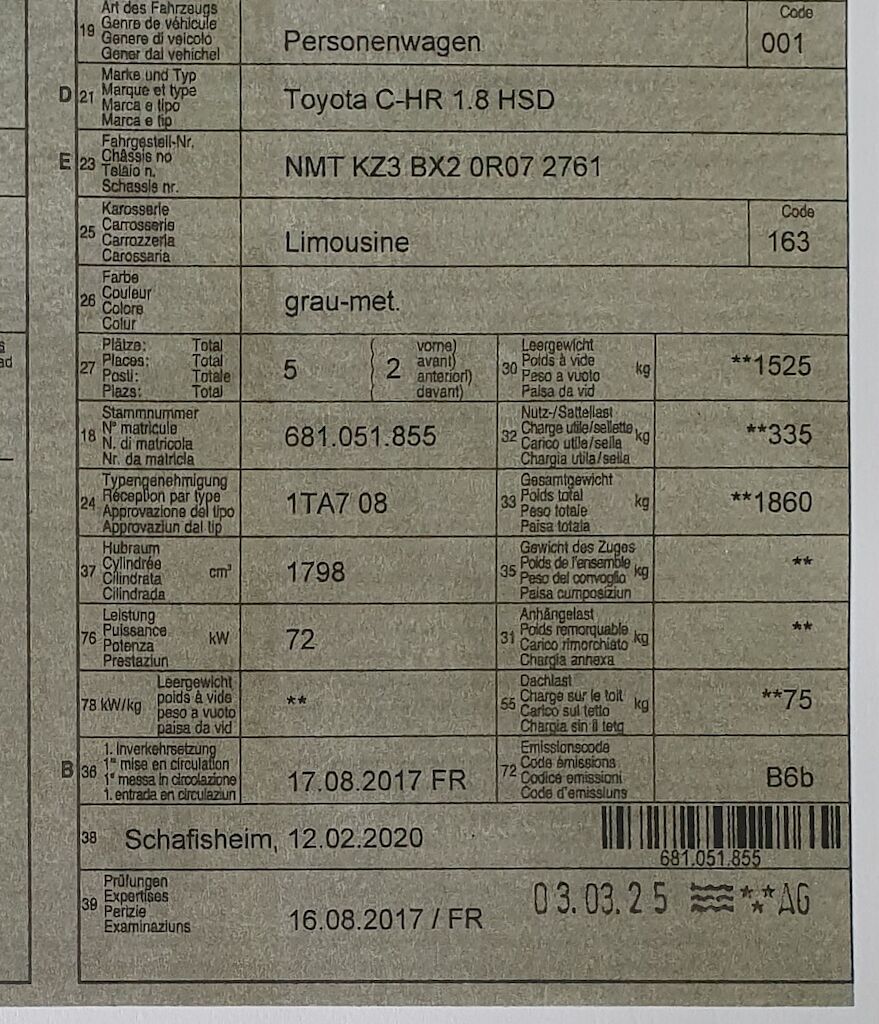 19 Art des Fahrzeugs
Genre de véhicule
Genere di veicolo
Gener dal vehichel
Personenwagen
Code
001
D 21 Marke und Typ
Marque et type
Marca e tipo
Marca e tip
Toyota C-HR 1.8 HSD
E 23 Fahrgestell-Nr.
Châssis no
Telaio n.
Schassis nr.
NMT KZ3 BX2 0R07 2761
25 Karosserie
Carrosserie
Carrozzeria
Carossaria
Limousine
Code
163
26 Farbe
Couleur
Colore
Colur
grau-met.
27 Plätze: Total
Places: Total
Posti: Totale
Plazs: Total
5
( 2 vorne)
avant)
anteriori)
davant)
30 Leergewicht
Poids à vide
Peso a vuoto
Paisa da vid
kg
**1525
18 Stammnummer
N° matricule
N. di matricola
Nr. da matricla
681.051.855
32 Nutz-/Sattellast
Charge utile/sellette
Carico utile/sella
Chargia utila/sella
kg
**335
24 Typengenehmigung
Réception par type
Approvazione del tipo
Approvaziun dal tip
1TA7 08
33 Gesamtgewicht
Poids total
Peso totale
Paisa totala
kg
**1860
37 Hubraum
Cylindrée
Cilindrata
Cilindrada
cm³
1798
35 Gewicht des Zuges
Poids de l'ensemble
Peso del convoglio
Paisa cumposiziun
kg
**
76 Leistung
Puissance
Potenza
Prestaziun
kW
72
31 Anhängelast
Poids remorquable
Carico rimorchiato
Chargia annexa
kg
**
78 kW/kg Leergewicht
poids à vide
peso a vuoto
paisa da vid
**
55 Dachlast
Charge sur le toit
Carico sul tetto
Chargia sin il tetg
kg
**75
B 36 1. Inverkehrsetzung
1re mise en circulation
1a messa in circolazione
1. entrada en circulaziun
17.08.2017 FR
72 Emissionscode
Code émissions
Codice emissioni
Code d'emissiuns
B6b
38 Schafisheim, 12.02.2020
681.051.855
39 Prüfungen
Expertises
Perizie
Examinaziuns
16.08.2017 / FR
03.03.25 AG